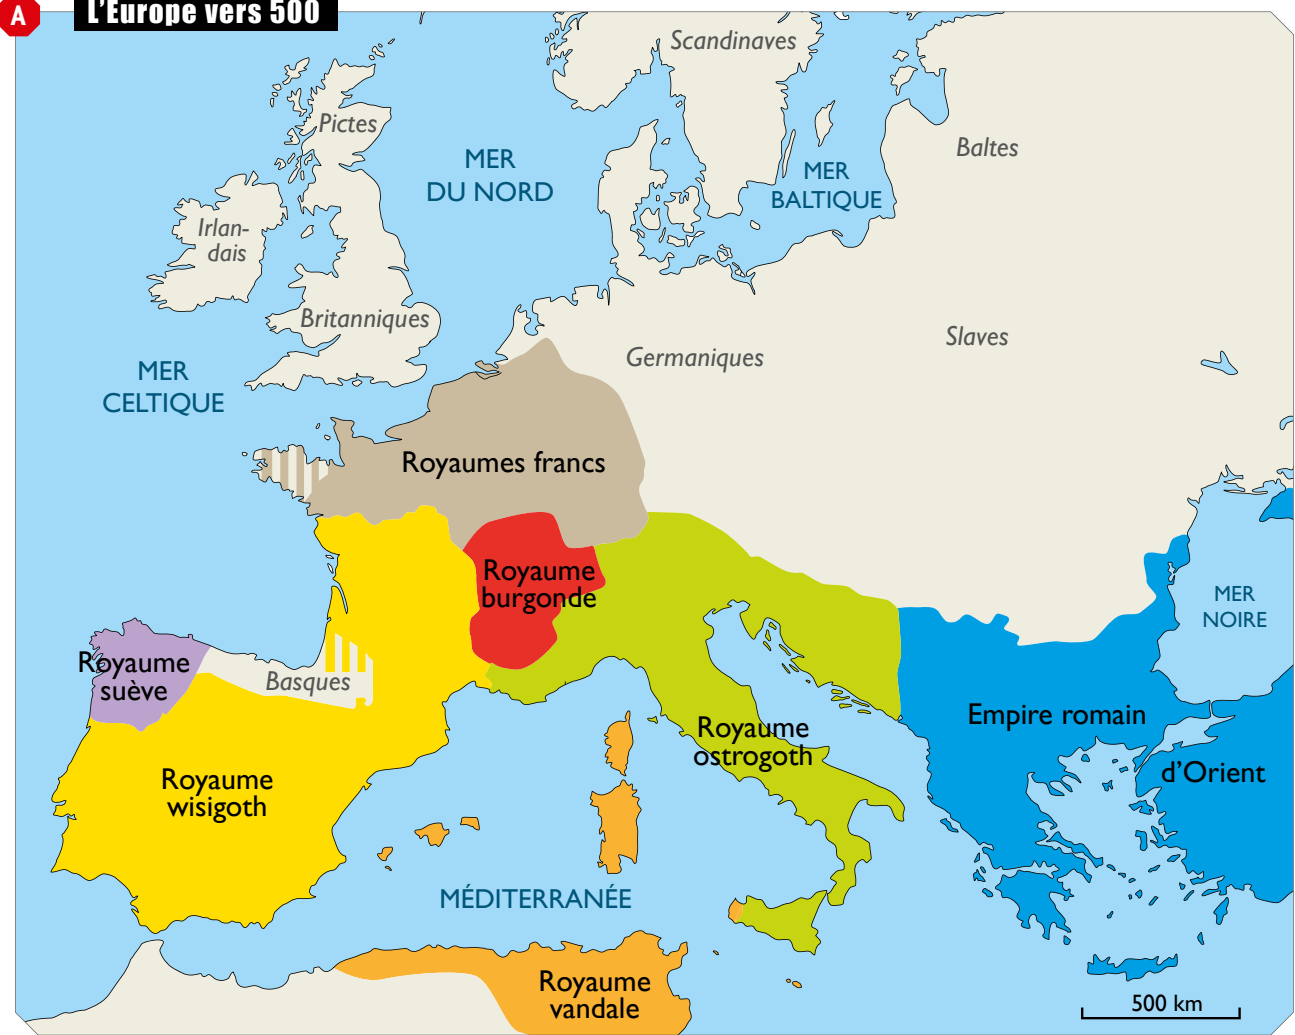 A
L'Europe vers 500
Scandinaves
Pictes
Baltes
MER
DU NORD
MER
BALTIQUE
Irlan-
dais
Britanniques
Slaves
Germaniques
MER
CELTIQUE
Royaumes francs
Royaume
burgonde
MER
NOIRE
Royaume
suève
Basques
Empire romain
d'Orient
Royaume
ostrogoth
Royaume
wisigoth
MÉDITERRANÉE
Royaume
vandale
500 km